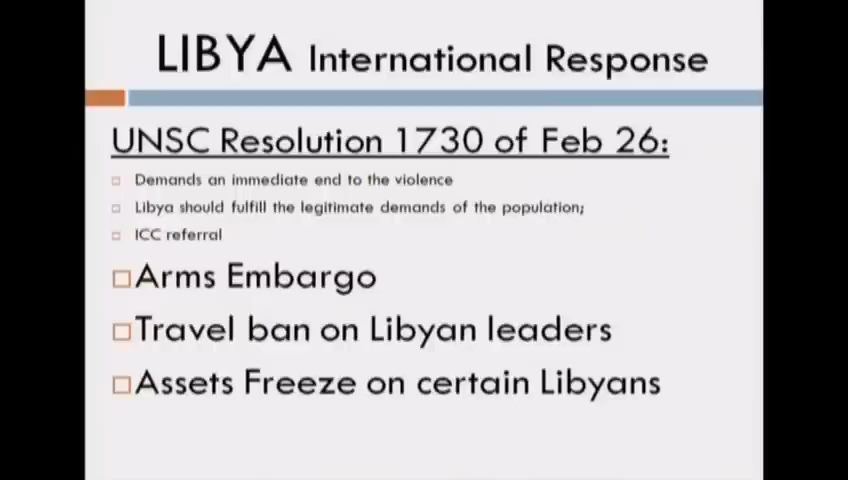 LIBYA International Response
UNSC Resolution 1730 of Feb 26:
Demands an immediate end to the violence
Libya should fulfill the legitimate demands of the population;
ICC referral
Arms Embargo
Travel ban on Libyan leaders
Assets Freeze on certain Libyans